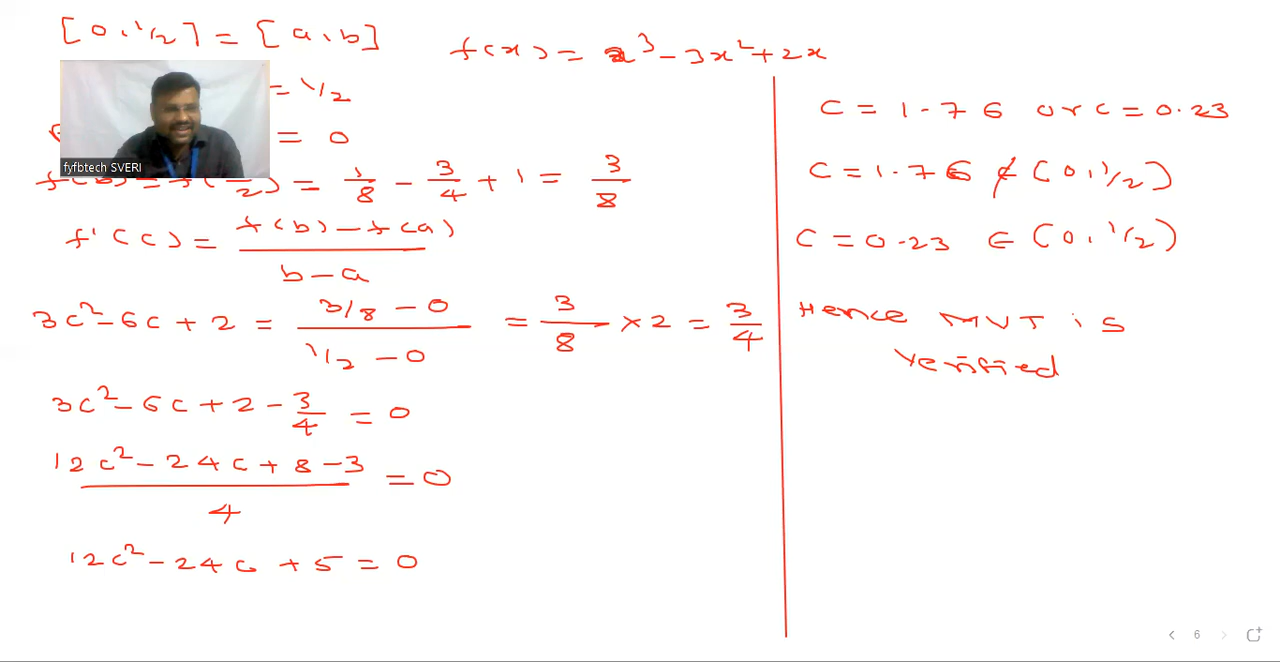 [0, 1/2] = [a, b]
f(x) = x³ - 3x² + 2x
= 1/2
= 0
fyfbtech SVERI
= 1/8 - 3/4 + 1 = 3/8
f'(c) = f(b) - f(a) / b - a
3c² - 6c + 2 = 3/8 - 0 / 1/2 - 0 = 3/8 × 2 = 3/4
3c² - 6c + 2 - 3/4 = 0
12c² - 24c + 8 - 3 / 4 = 0
12c² - 24c + 5 = 0
C = 1.76 or c = 0.23
C = 1.76 ∉ (0, 1/2)
C = 0.23 ∈ (0, 1/2)
Hence MVT is
verified
6